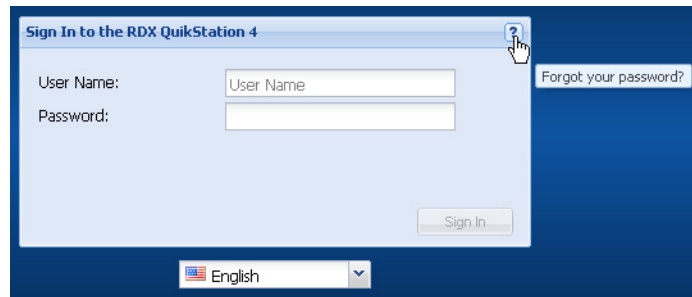 Sign In to the RDX QuikStation 4
?
Forgot your password?
User Name:
User Name
Password:
Sign In
English